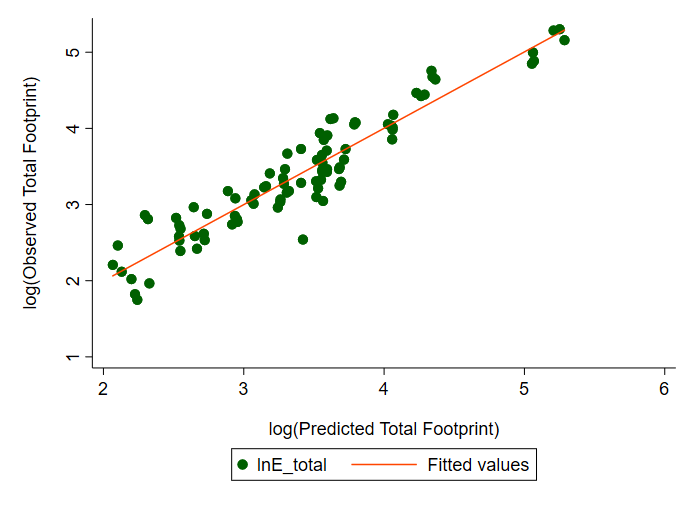 log(Observed Total Footprint)
5
4
3
2
1
2 3 4 5 6
log(Predicted Total Footprint)
lnE_total Fitted values